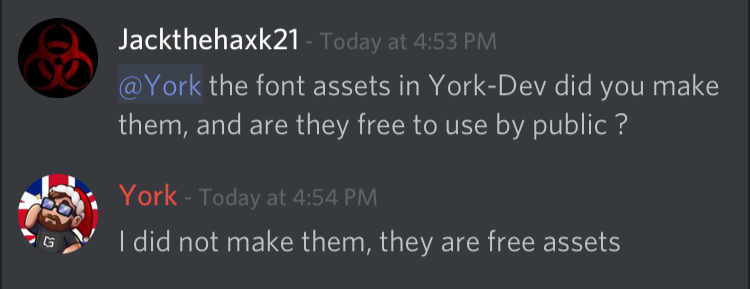 Jackthehaxk21 - Today at 4:53 PM
@York the font assets in York-Dev did you make
them, and are they free to use by public ?
York - Today at 4:54 PM
I did not make them, they are free assets